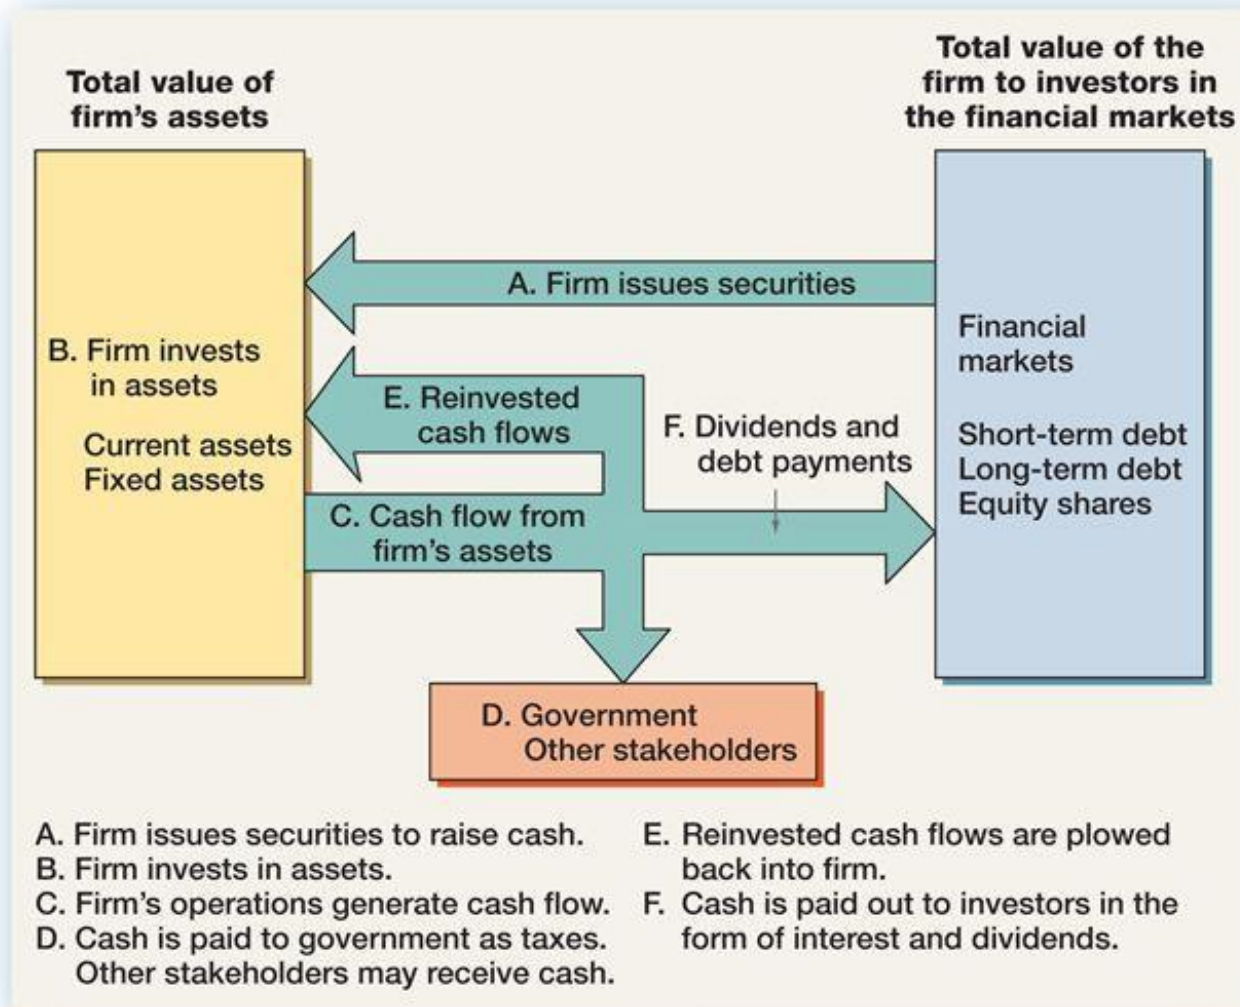 Total value of
firm's assets
Total value of the
firm to investors in
the financial markets
A. Firm issues securities
B. Firm invests
in assets
Current assets
Fixed assets
E. Reinvested
cash flows
C. Cash flow from
firm's assets
F. Dividends and
debt payments
Financial
markets
Short-term debt
Long-term debt
Equity shares
D. Government
Other stakeholders
A. Firm issues securities to raise cash.
B. Firm invests in assets.
C. Firm's operations generate cash flow.
D. Cash is paid to government as taxes.
Other stakeholders may receive cash.
E. Reinvested cash flows are plowed
back into firm.
F. Cash is paid out to investors in the
form of interest and dividends.